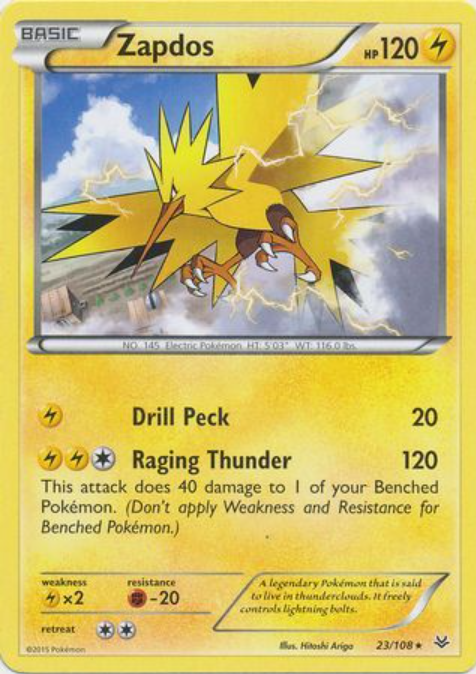 BASIC
Zapdos
HP 120
NO. 145 Electric Pokémon HT: 5'03" WT: 116.0 lbs.
Drill Peck 20
Raging Thunder 120
This attack does 40 damage to 1 of your Benched
Pokémon. (Don't apply Weakness and Resistance for
Benched Pokémon.)
weakness resistance
×2 -20
retreat
A legendary Pokémon that is said
to live in thunderclouds. It freely
controls lightning bolts.
Illus. Hitoshi Ariga 23/108 ★
©2015 Pokémon